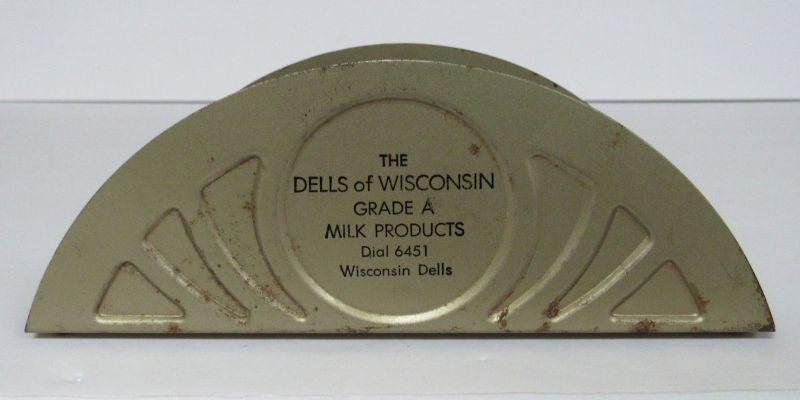 THE
DELLS of WISCONSIN
GRADE A
MILK PRODUCTS
Dial 6451
Wisconsin Dells